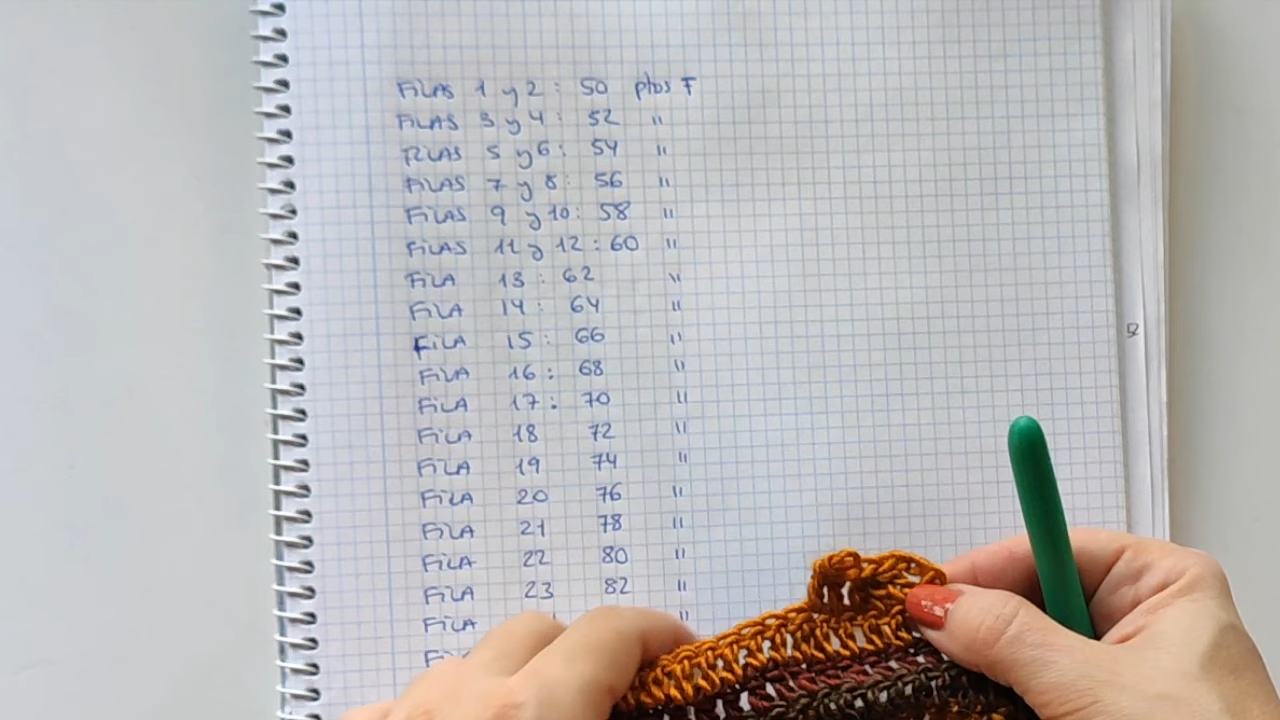 FILAS 1 y 2 : 50 ptos F
FILAS 3 y 4 : 52 "
FILAS 5 y 6 : 54 "
FILAS 7 y 8 : 56 "
FILAS 9 y 10 : 58 "
FILAS 11 y 12 : 60 "
FILA 13 : 62 "
FILA 14 : 64 "
FILA 15 : 66 "
FILA 16 : 68 "
FILA 17 : 70 "
FILA 18 72 "
FILA 19 74 "
FILA 20 76 "
FILA 21 78 "
FILA 22 80 "
FILA 23 82 "
FILA "